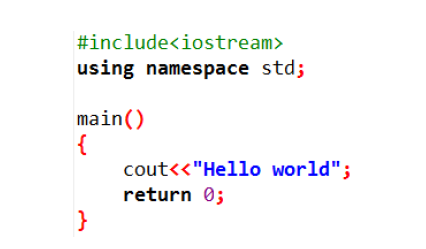 #include<iostream>
using namespace std;
main()
{
cout<<"Hello world";
return 0;
}